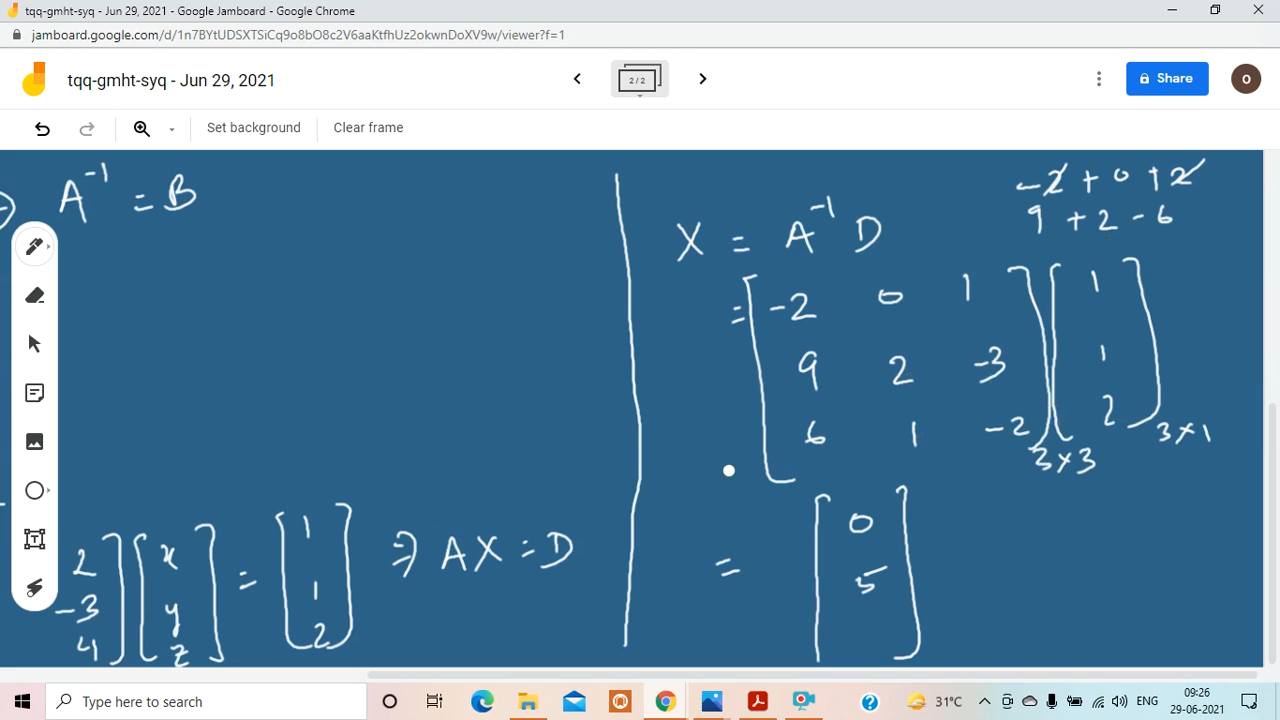 tqq-gmht-syq - Jun 29, 2021 - Google Jamboard - Google Chrome
jamboard.google.com/d/1n7BYtUDSXTSiCq9o8bO8c2V6aaKtfhUz2okwnDoXV9w/viewer?f=1
tqq-gmht-syq - Jun 29, 2021
2 / 2
Share
O
Set background
Clear frame
A⁻¹ = B
-2 + 0 + 2
9 + 2 - 6
X = A⁻¹ D
= -2 0 1 1
9 2 -3 1
6 1 -2 2
3×3 3×1
= 0
5
2 x = 1 ⇒ AX = D
-3 y 1
4 z 2
Type here to search
31°C
ENG
09:26
29-06-2021